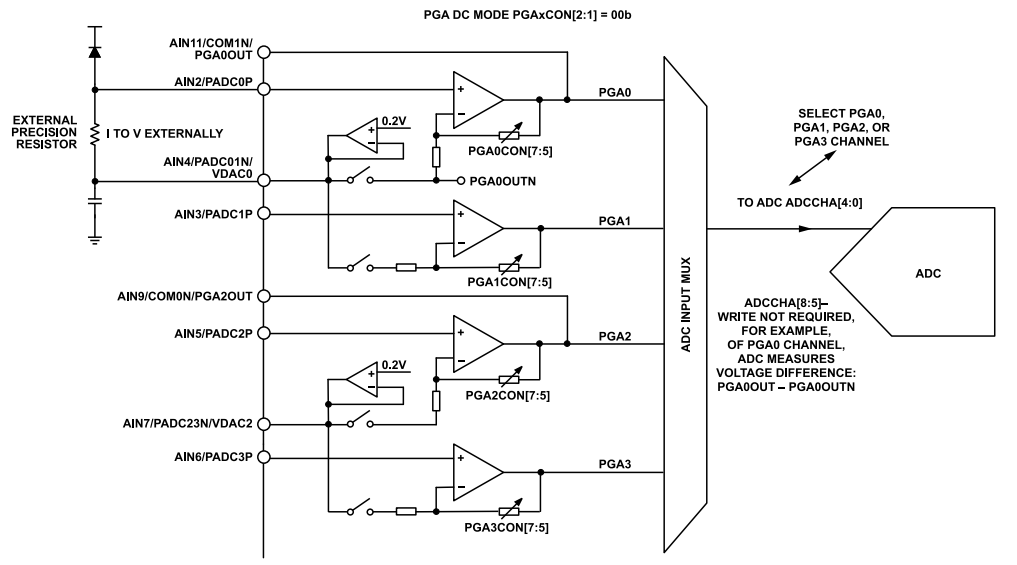 PGA DC MODE PGAxCON[2:1] = 00b
AIN11/COM1N/
PGA0OUT
AIN2/PADC0P
PGA0
EXTERNAL
PRECISION
RESISTOR
I TO V EXTERNALLY
0.2V
PGA0CON[7:5]
AIN4/PADC01N/
VDAC0
PGA0OUTN
AIN3/PADC1P
PGA1
PGA1CON[7:5]
AIN9/COM0N/PGA2OUT
AIN5/PADC2P
PGA2
0.2V
PGA2CON[7:5]
AIN7/PADC23N/VDAC2
AIN6/PADC3P
PGA3
PGA3CON[7:5]
ADC INPUT MUX
SELECT PGA0,
PGA1, PGA2, OR
PGA3 CHANNEL
TO ADC ADCCHA[4:0]
ADC
ADCCHA[8:5]–
WRITE NOT REQUIRED,
FOR EXAMPLE,
OF PGA0 CHANNEL,
ADC MEASURES
VOLTAGE DIFFERENCE:
PGA0OUT – PGA0OUTN